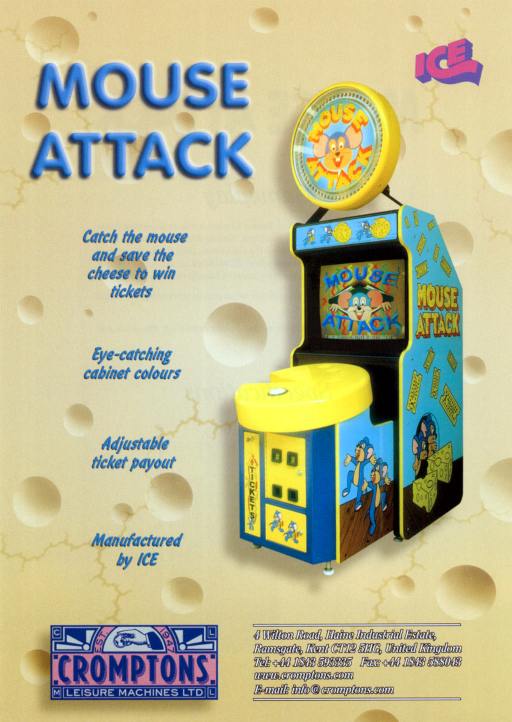 ICE
MOUSE
ATTACK
MOUSE
ATTACK
Catch the mouse
and save the
cheese to win
tickets
MOUSE
ATTACK
MOUSE
ATTACK
Eye-catching
cabinet colours
Adjustable
ticket payout
TICKETS
Manufactured
by ICE
EST. 1947
CROMPTONS
LEISURE MACHINES LTD
C L
M L
4 Wilton Road, Haine Industrial Estate,
Ramsgate, Kent CT12 5HG, United Kingdom
Tel: +44 1843 593335 Fax: +44 1843 588043
www.cromptons.com
E-mail: info@cromptons.com